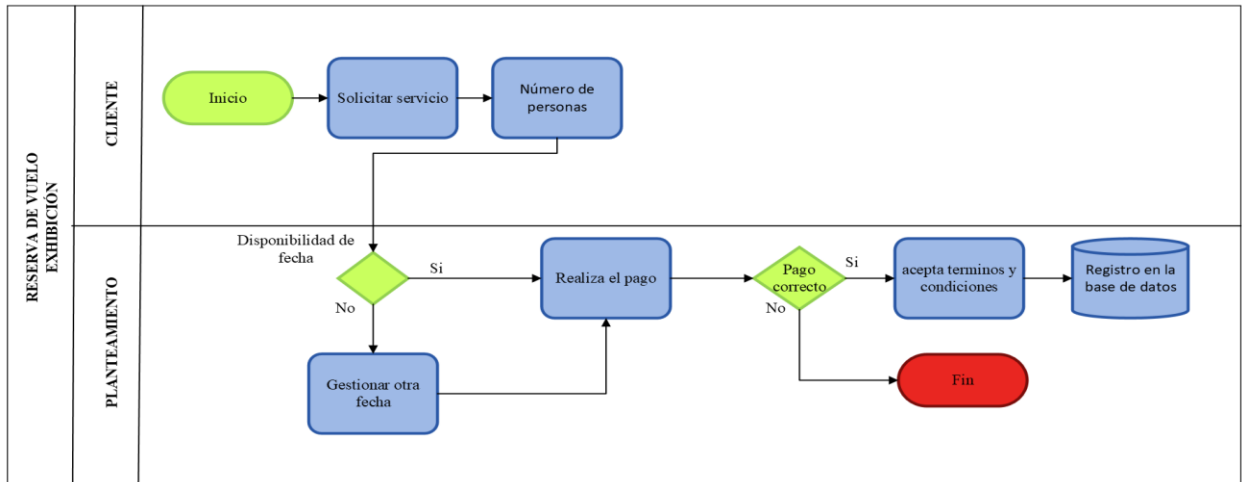 RESERVA DE VUELO
EXHIBICIÓN
CLIENTE
Inicio
Solicitar servicio
Número de
personas
PLANTEAMIENTO
Disponibilidad de
fecha
Si
No
Realiza el pago
Gestionar otra
fecha
Pago
correcto
Si
No
acepta terminos y
condiciones
Registro en la
base de datos
Fin